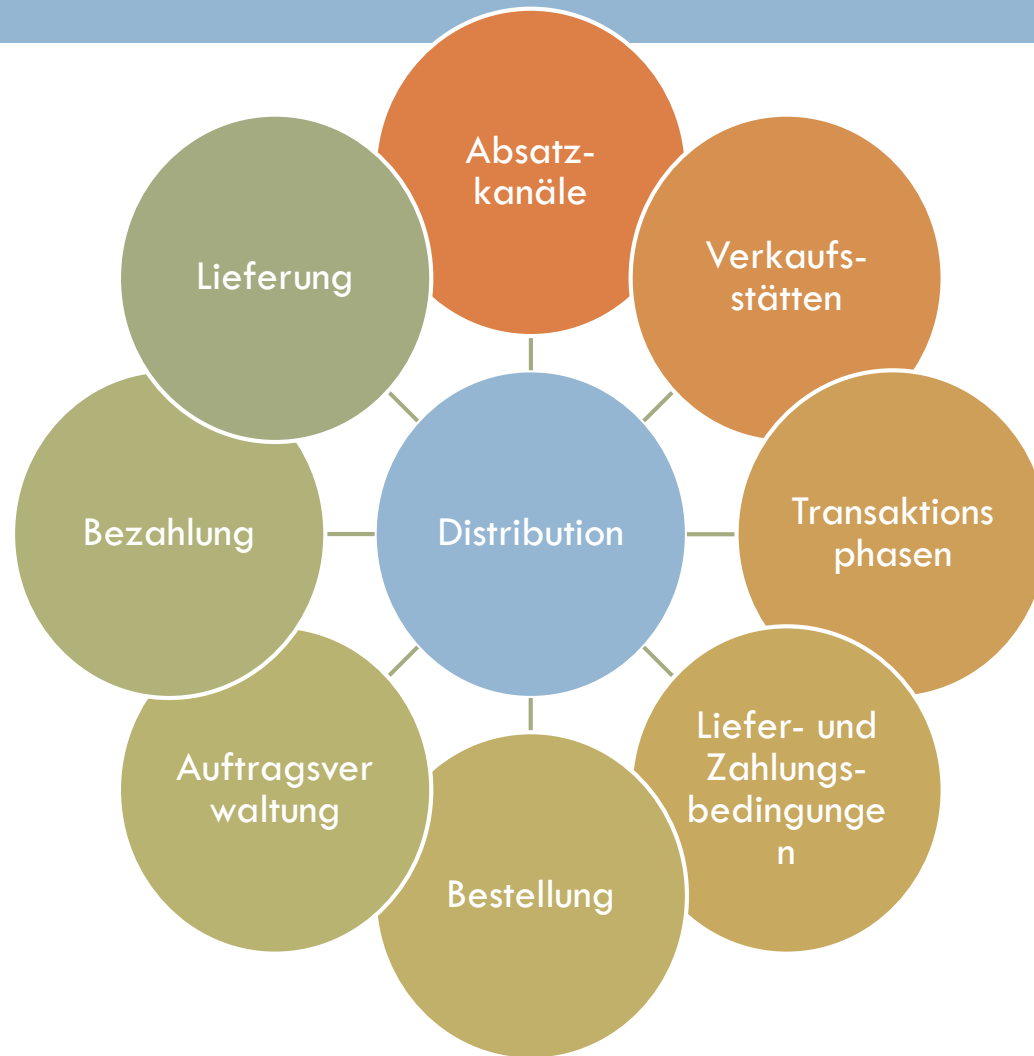 Absatz-
kanäle
Verkaufs-
stätten
Transaktions
phasen
Liefer- und
Zahlungs-
bedingunge
n
Bestellung
Auftragsver
waltung
Bezahlung
Lieferung
Distribution